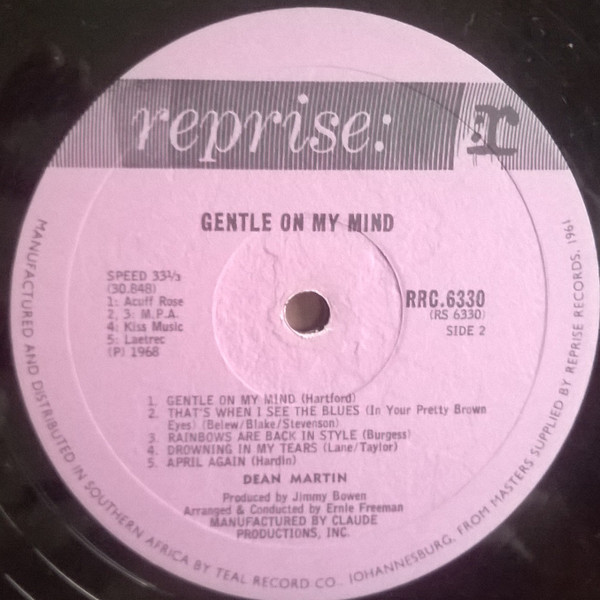 reprise:
r
GENTLE ON MY MIND
SPEED 33⅓
(30.848)
1: Acuff Rose
2, 3: M.P.A.
4: Kiss Music
5: Laetrec
(P) 1968
RRC.6330
(RS 6330)
SIDE 2
1. GENTLE ON MY MIND (Hartford)
2. THAT'S WHEN I SEE THE BLUES (In Your Pretty Brown
Eyes) (Belew/Blake/Stevenson)
3. RAINBOWS ARE BACK IN STYLE (Burgess)
4. DROWNING IN MY TEARS (Lane/Taylor)
5. APRIL AGAIN (Hardin)
DEAN MARTIN
Produced by Jimmy Bowen
Arranged & Conducted by Ernie Freeman
MANUFACTURED BY CLAUDE
PRODUCTIONS, INC.
MANUFACTURED AND DISTRIBUTED IN SOUTHERN AFRICA BY TEAL RECORD CO., JOHANNESBURG, FROM MASTERS SUPPLIED BY REPRISE RECORDS, 1961